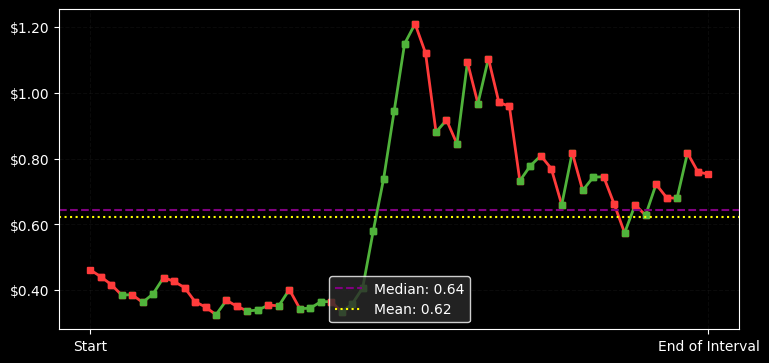 $1.20
$1.00
$0.80
$0.60
$0.40
Median: 0.64
Mean: 0.62
Start
End of Interval